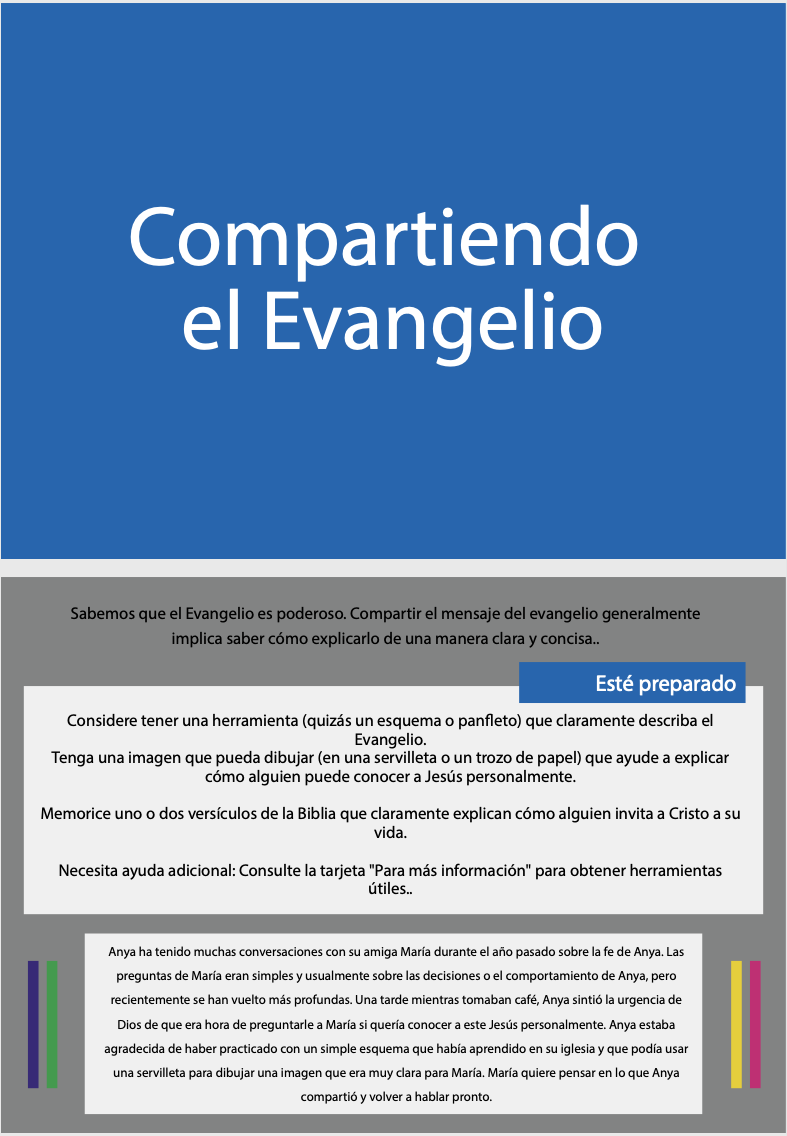 Compartiendo
el Evangelio
Sabemos que el Evangelio es poderoso. Compartir el mensaje del evangelio generalmente
implica saber cómo explicarlo de una manera clara y concisa..
Esté preparado
Considere tener una herramienta (quizás un esquema o panfleto) que claramente describa el
Evangelio.
Tenga una imagen que pueda dibujar (en una servilleta o un trozo de papel) que ayude a explicar
cómo alguien puede conocer a Jesús personalmente.
Memorice uno o dos versículos de la Biblia que claramente explican cómo alguien invita a Cristo a su
vida.
Necesita ayuda adicional: Consulte la tarjeta "Para más información" para obtener herramientas
útiles..
Anya ha tenido muchas conversaciones con su amiga María durante el año pasado sobre la fe de Anya. Las
preguntas de María eran simples y usualmente sobre las decisiones o el comportamiento de Anya, pero
recientemente se han vuelto más profundas. Una tarde mientras tomaban café, Anya sintió la urgencia de
Dios de que era hora de preguntarle a María si quería conocer a este Jesús personalmente. Anya estaba
agradecida de haber practicado con un simple esquema que había aprendido en su iglesia y que podía usar
una servilleta para dibujar una imagen que era muy clara para María. María quiere pensar en lo que Anya
compartió y volver a hablar pronto.